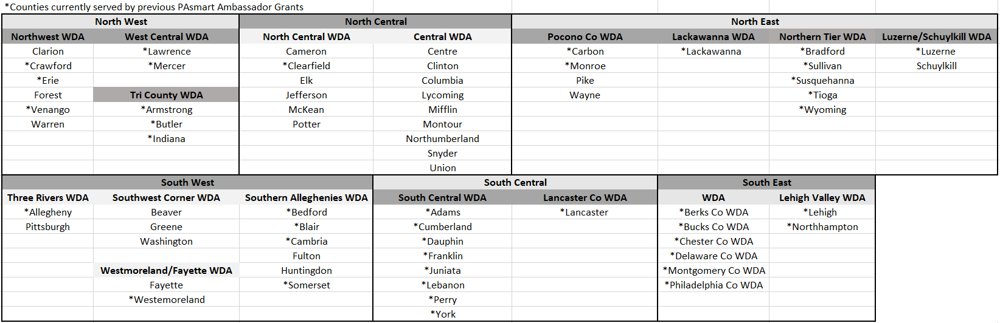 *Counties currently served by previous PAsmart Ambassador Grants
North West North Central North East
Northwest WDA West Central WDA North Central WDA Central WDA Pocono Co WDA Lackawanna WDA Northern Tier WDA Luzerne/Schuylkill WDA
Clarion *Lawrence Cameron Centre *Carbon *Lackawanna *Bradford *Luzerne
*Crawford *Mercer *Clearfield Clinton *Monroe *Sullivan Schuylkill
*Erie Elk Columbia Pike *Susquehanna
Forest Tri County WDA Jefferson Lycoming Wayne *Tioga
*Venango *Armstrong McKean Mifflin *Wyoming
Warren *Butler Potter Montour
*Indiana Northumberland
Snyder
Union
South West South Central South East
Three Rivers WDA Southwest Corner WDA Southern Alleghenies WDA South Central WDA Lancaster Co WDA WDA Lehigh Valley WDA
*Allegheny Beaver *Bedford *Adams *Lancaster *Berks Co WDA *Lehigh
Pittsburgh Greene *Blair *Cumberland *Bucks Co WDA *Northhampton
Washington *Cambria *Dauphin *Chester Co WDA
Fulton *Franklin *Delaware Co WDA
Westmoreland/Fayette WDA Huntingdon *Juniata *Montgomery Co WDA
Fayette *Somerset *Lebanon *Philadelphia Co WDA
*Westemoreland *Perry
*York